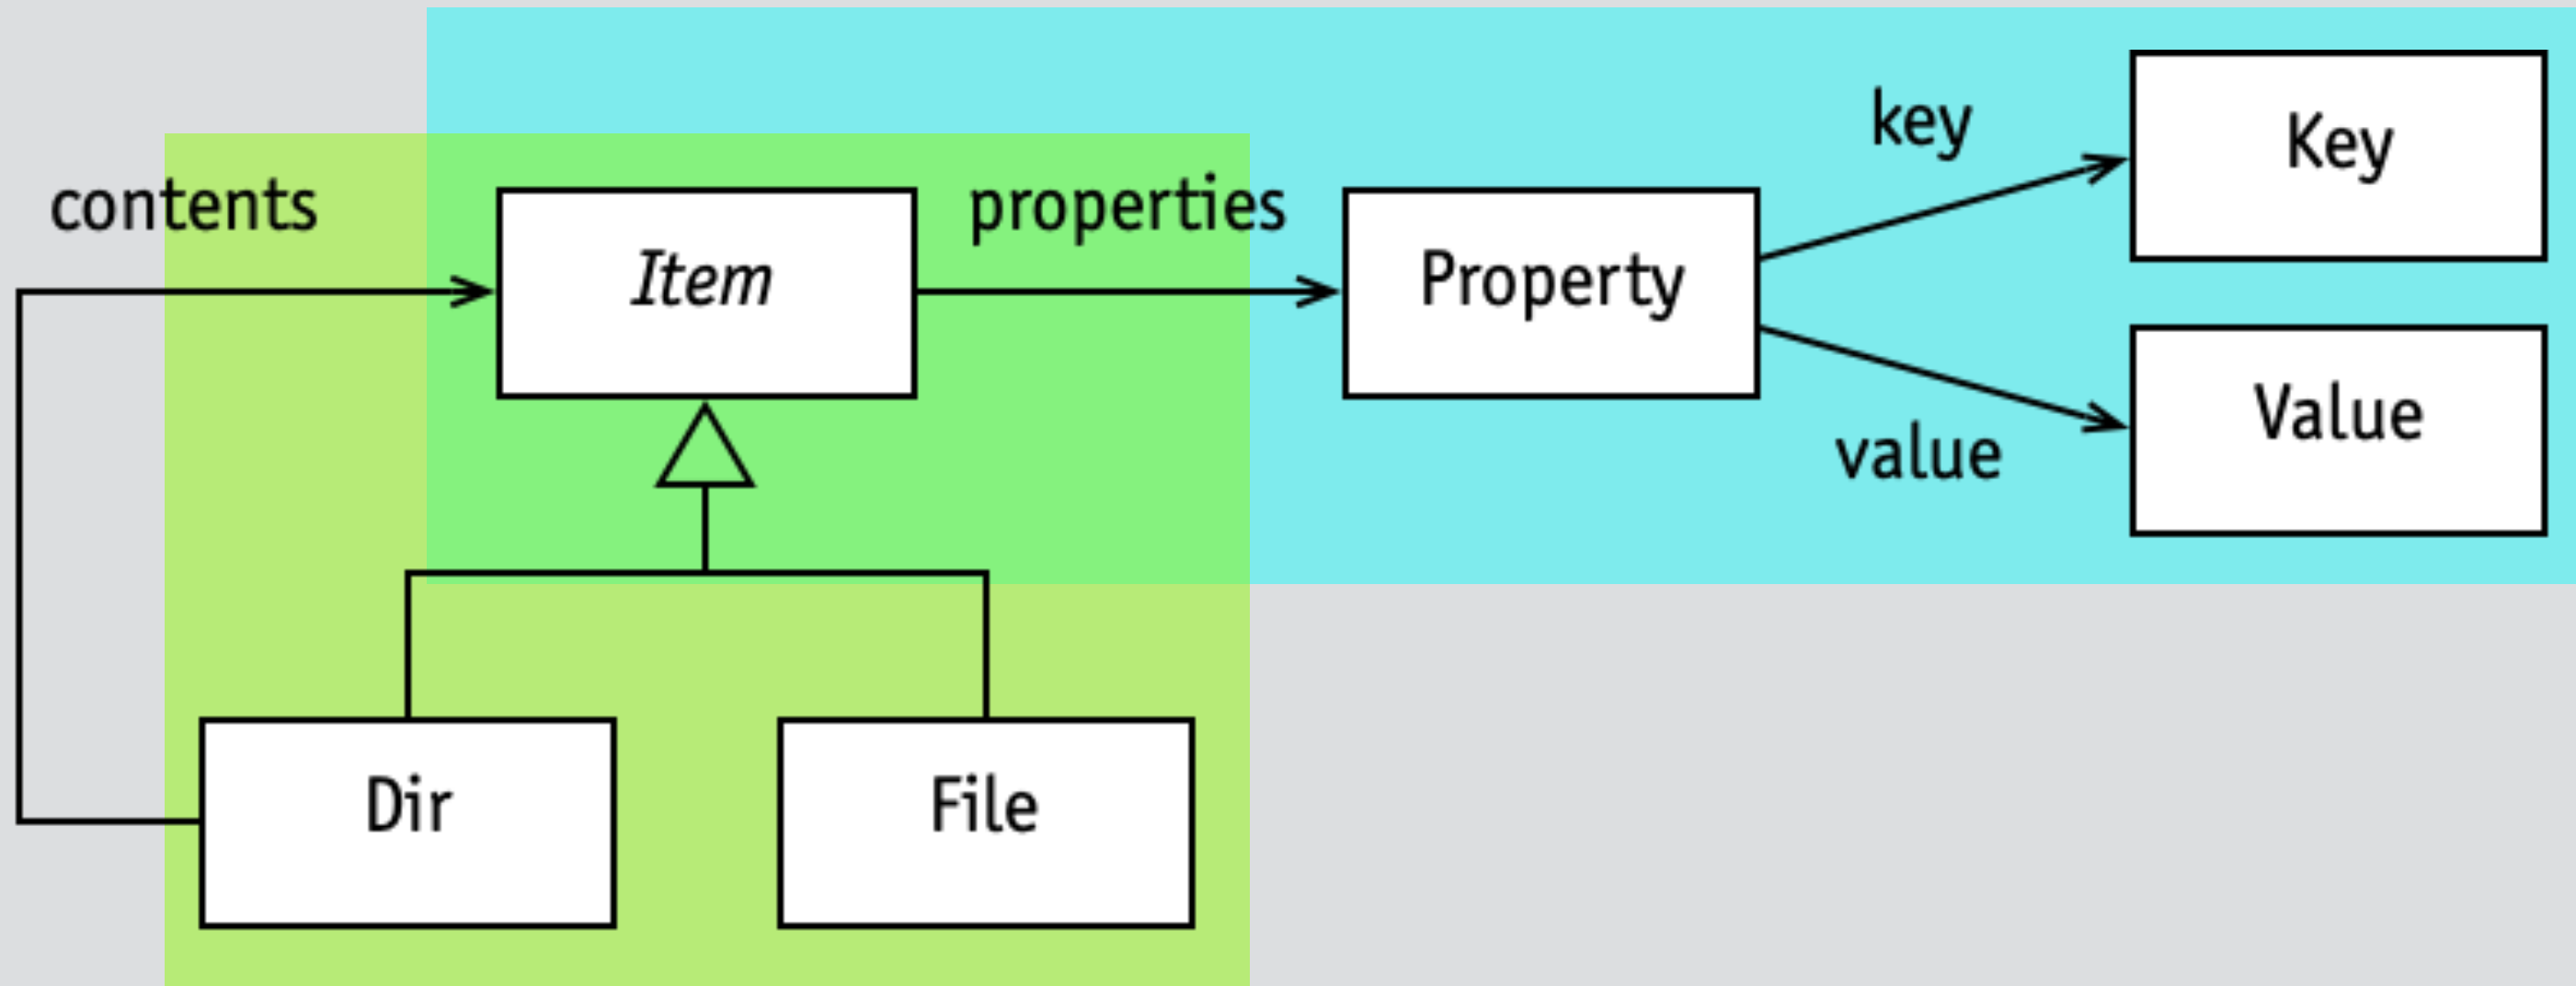 key
Key
contents
Item
properties
Property
value
Value
Dir
File